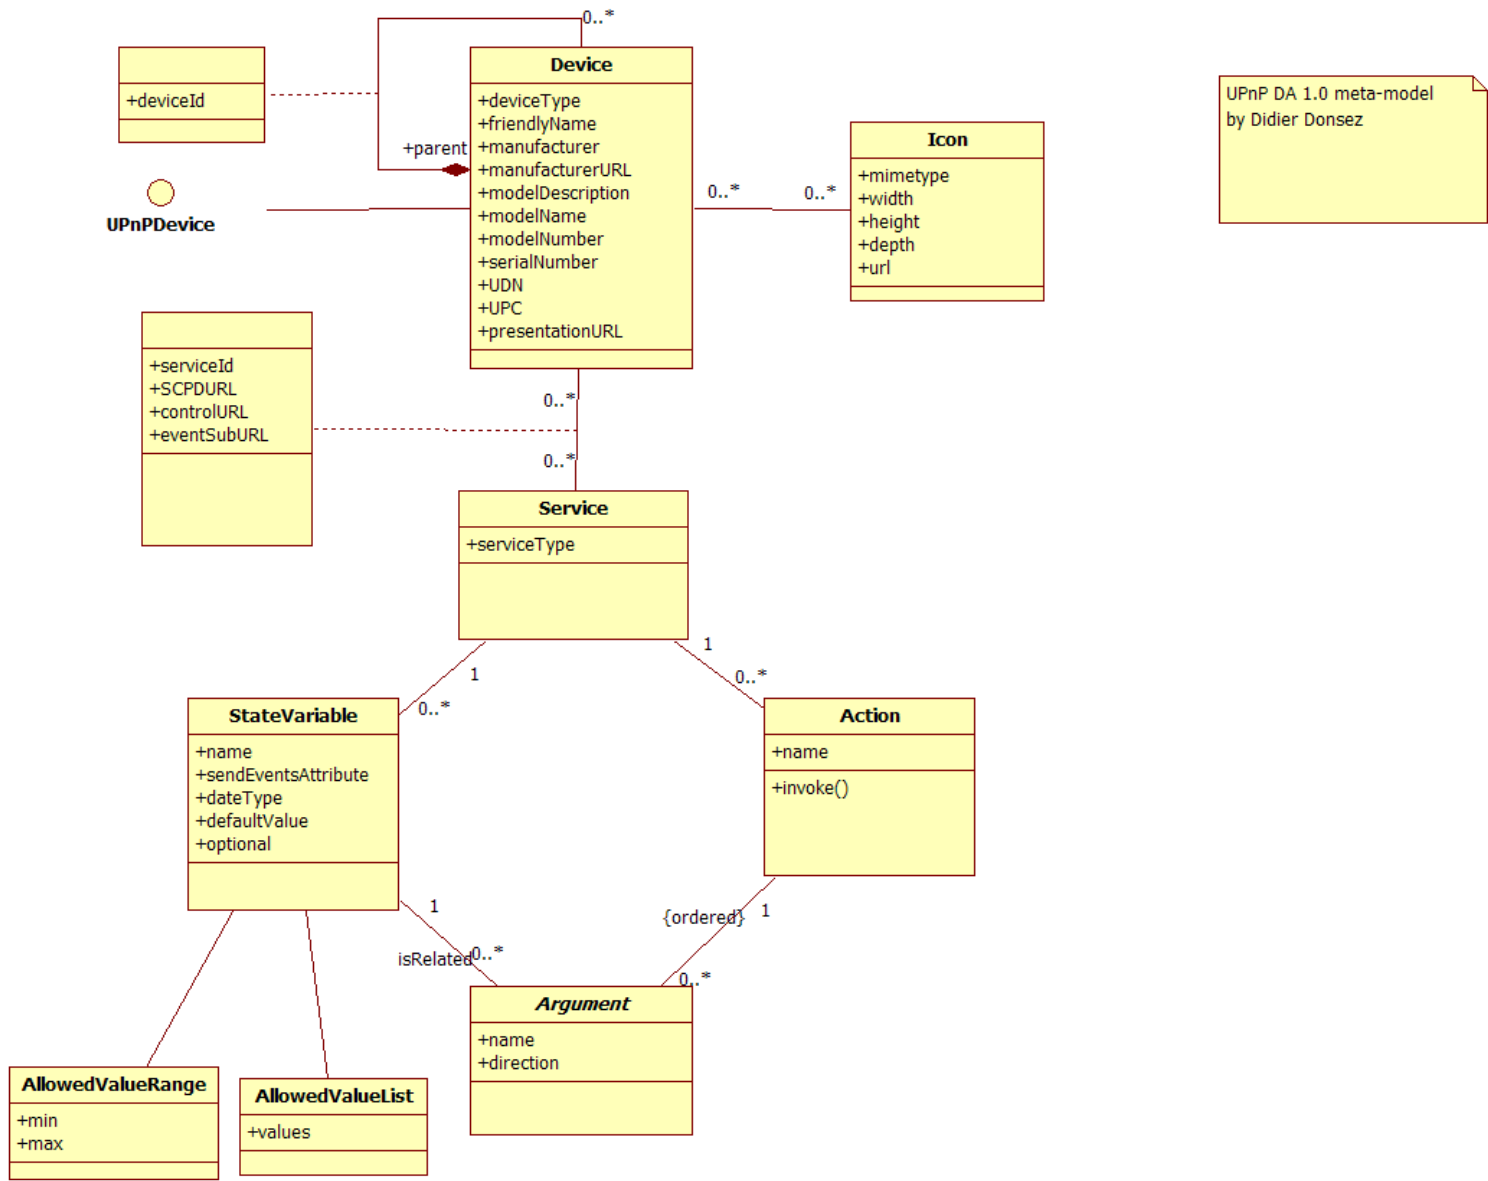 0..*
+deviceId
Device
+deviceType
+friendlyName
+manufacturer
+manufacturerURL
+modelDescription
+modelName
+modelNumber
+serialNumber
+UDN
+UPC
+presentationURL
+parent
UPnPDevice
0..*
0..*
Icon
+mimetype
+width
+height
+depth
+url
UPnP DA 1.0 meta-model
by Didier Donsez
+serviceId
+SCPDURL
+controlURL
+eventSubURL
0..*
0..*
Service
+serviceType
1
0..*
1
0..*
StateVariable
+name
+sendEventsAttribute
+dateType
+defaultValue
+optional
Action
+name
+invoke()
1
isRelated
0..*
{ordered}
1
0..*
Argument
+name
+direction
AllowedValueRange
+min
+max
AllowedValueList
+values